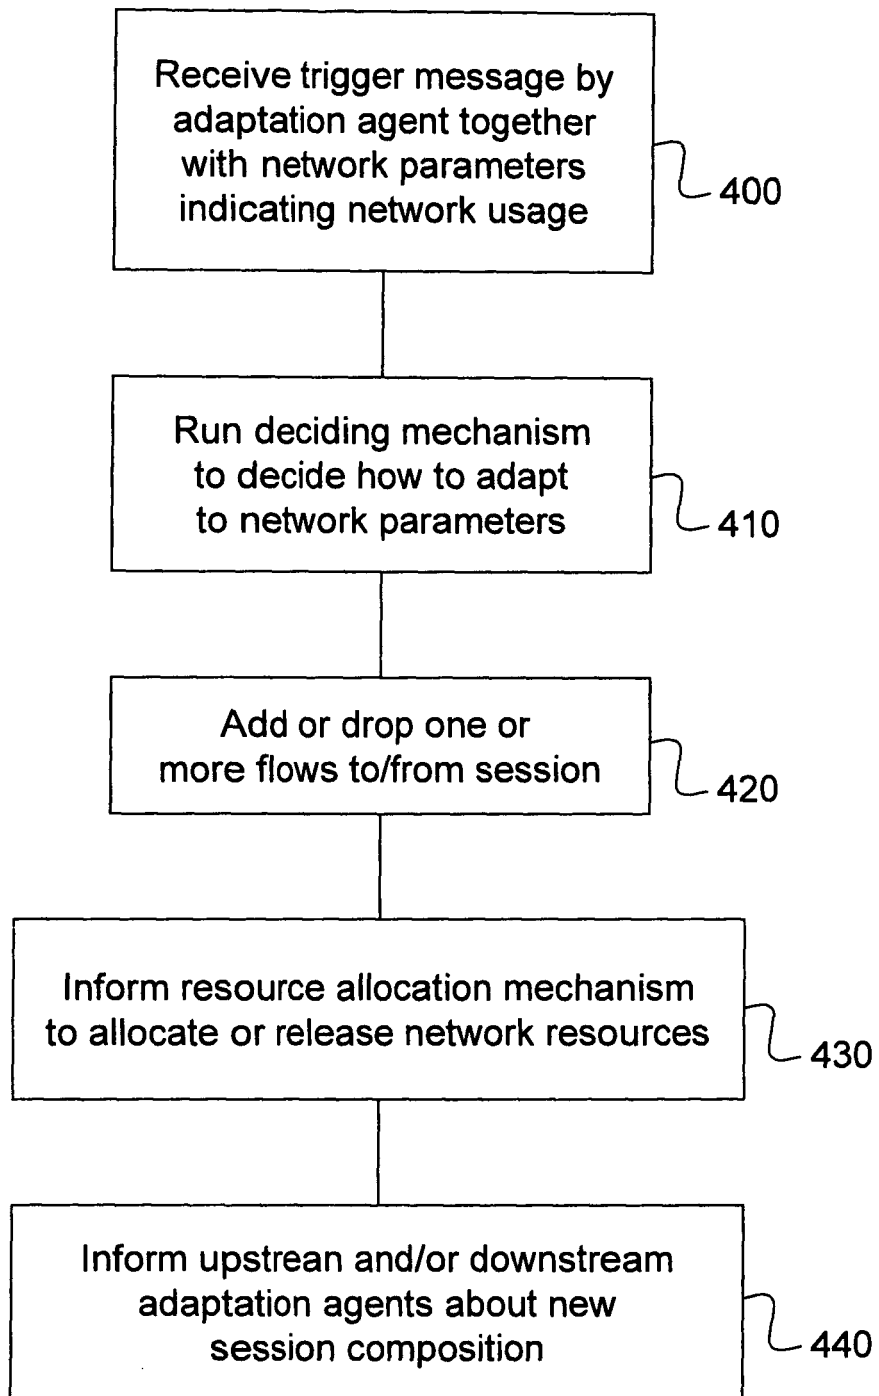 Receive trigger message by
adaptation agent together
with network parameters
indicating network usage
400
Run deciding mechanism
to decide how to adapt
to network parameters
410
Add or drop one or
more flows to/from session
420
Inform resource allocation mechanism
to allocate or release network resources
430
Inform upstrean and/or downstream
adaptation agents about new
session composition
440